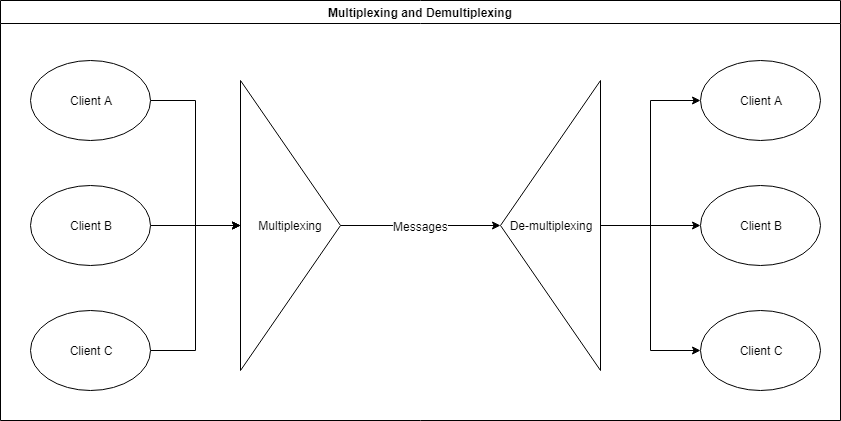 Multiplexing and Demultiplexing
Client A
Client A
Client B
Multiplexing
Messages
De-multiplexing
Client B
Client C
Client C